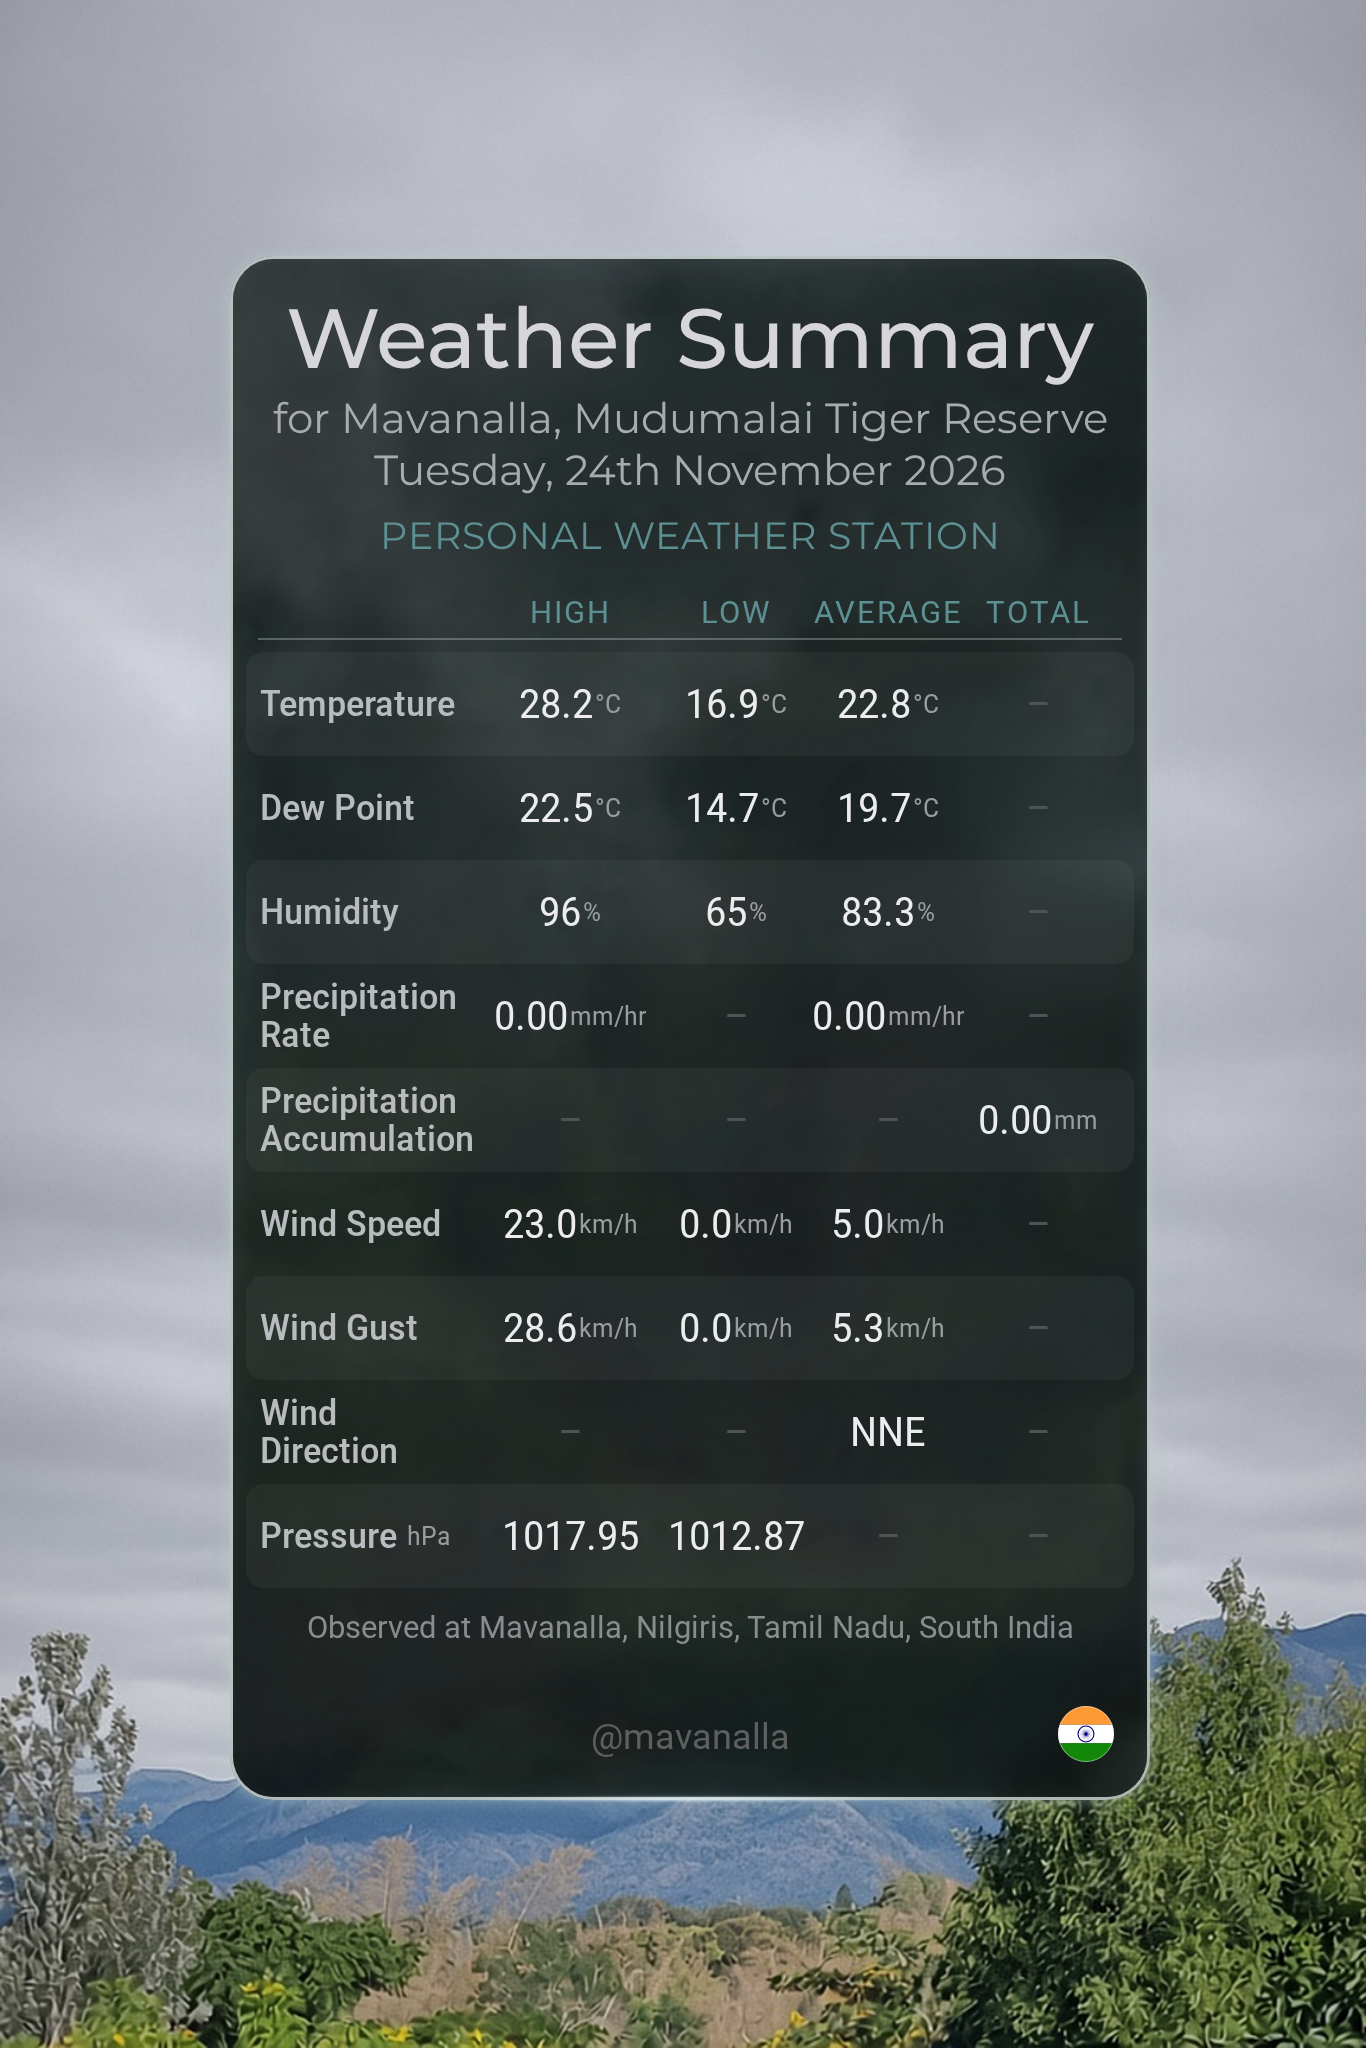 Weather Summary
for Mavanalla, Mudumalai Tiger Reserve
Tuesday, 24th November 2026
PERSONAL WEATHER STATION
HIGH LOW AVERAGE TOTAL
Temperature 28.2°C 16.9°C 22.8°C –
Dew Point 22.5°C 14.7°C 19.7°C –
Humidity 96% 65% 83.3% –
Precipitation
Rate 0.00mm/hr – 0.00mm/hr –
Precipitation
Accumulation – – – 0.00mm
Wind Speed 23.0km/h 0.0km/h 5.0km/h –
Wind Gust 28.6km/h 0.0km/h 5.3km/h –
Wind
Direction – – NNE –
Pressure hPa 1017.95 1012.87 – –
Observed at Mavanalla, Nilgiris, Tamil Nadu, South India
@mavanalla